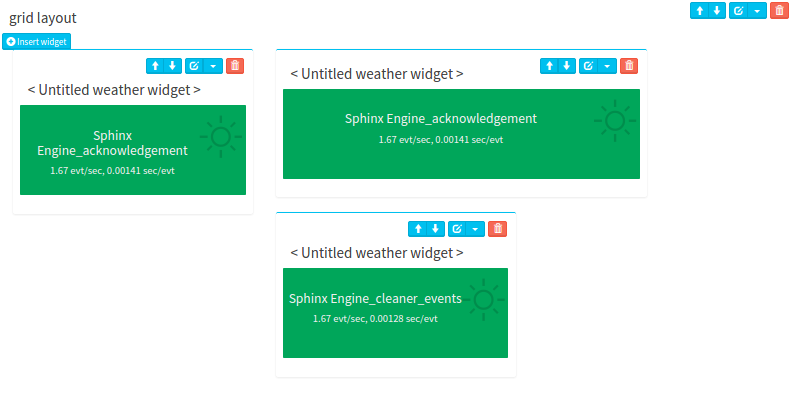 grid layout
Insert widget
< Untitled weather widget >
Sphinx
Engine_acknowledgement
1.67 evt/sec, 0.00141 sec/evt
< Untitled weather widget >
Sphinx Engine_acknowledgement
1.67 evt/sec, 0.00141 sec/evt
< Untitled weather widget >
Sphinx Engine_cleaner_events
1.67 evt/sec, 0.00128 sec/evt